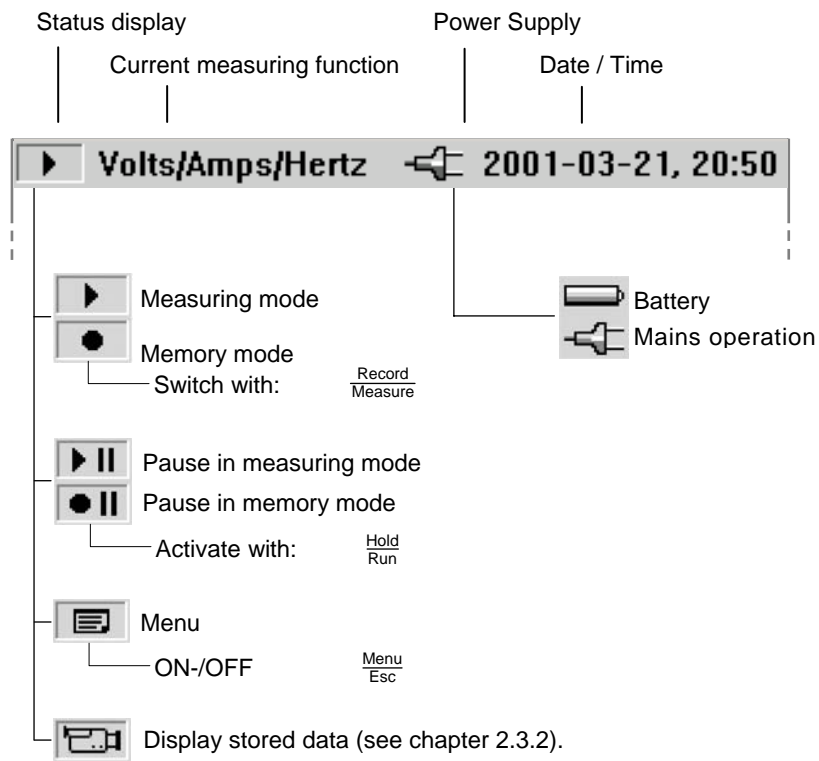 Status display Power Supply
Current measuring function Date / Time
Volts/Amps/Hertz 2001-03-21, 20:50
Measuring mode
Battery
Mains operation
Memory mode
Switch with: Record
Measure
Pause in measuring mode
Pause in memory mode
Activate with: Hold
Run
Menu
ON-/OFF Menu
Esc
Display stored data (see chapter 2.3.2).